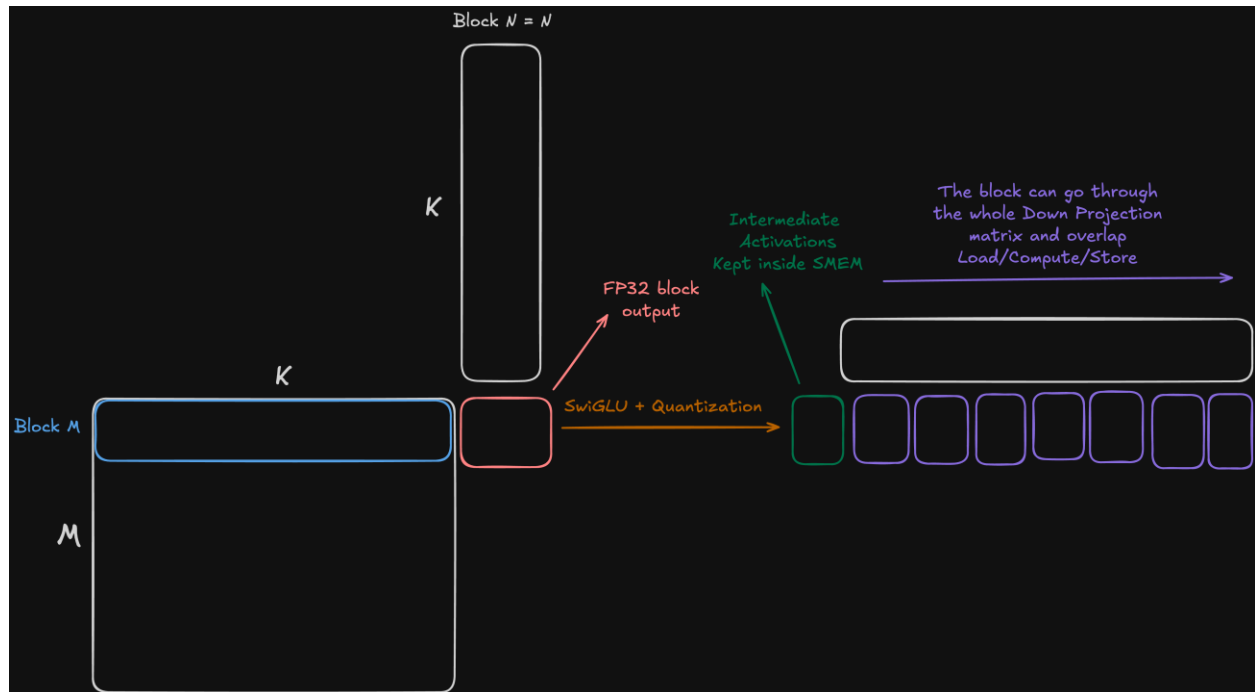 Block N = N
K
The block can go through
the whole Down Projection
matrix and overlap
Load/Compute/Store
Intermediate
Activations
Kept inside SMEM
FP32 block
output
K
Block M
SwiGLU + Quantization
M